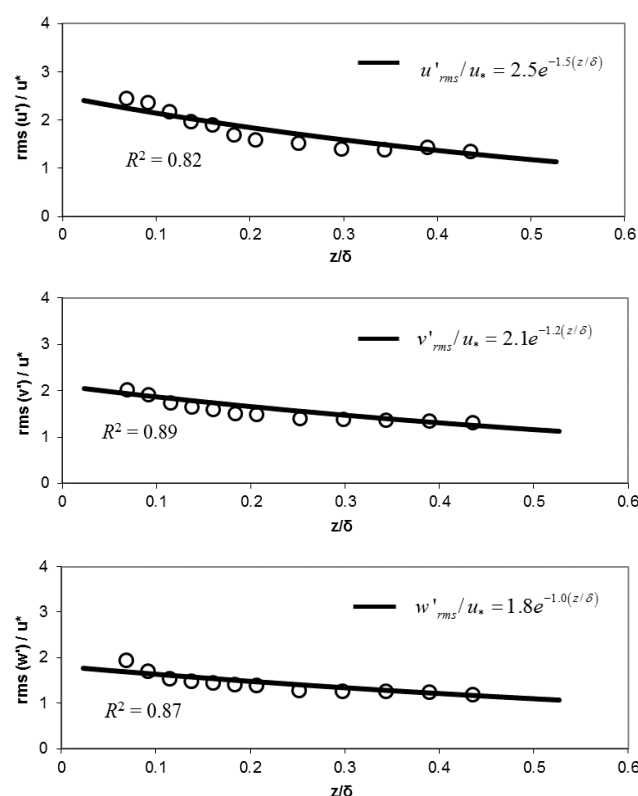 4
3
2
1
0
rms (u') / u*
u'rms/u* = 2.5e^−1.5(z/δ)
R² = 0.82
0 0.1 0.2 0.3 0.4 0.5 0.6
z/δ
4
3
2
1
0
rms (v') / u*
v'rms/u* = 2.1e^−1.2(z/δ)
R² = 0.89
0 0.1 0.2 0.3 0.4 0.5 0.6
z/δ
4
3
2
1
0
rms (w') / u*
w'rms/u* = 1.8e^−1.0(z/δ)
R² = 0.87
0 0.1 0.2 0.3 0.4 0.5 0.6
z/δ